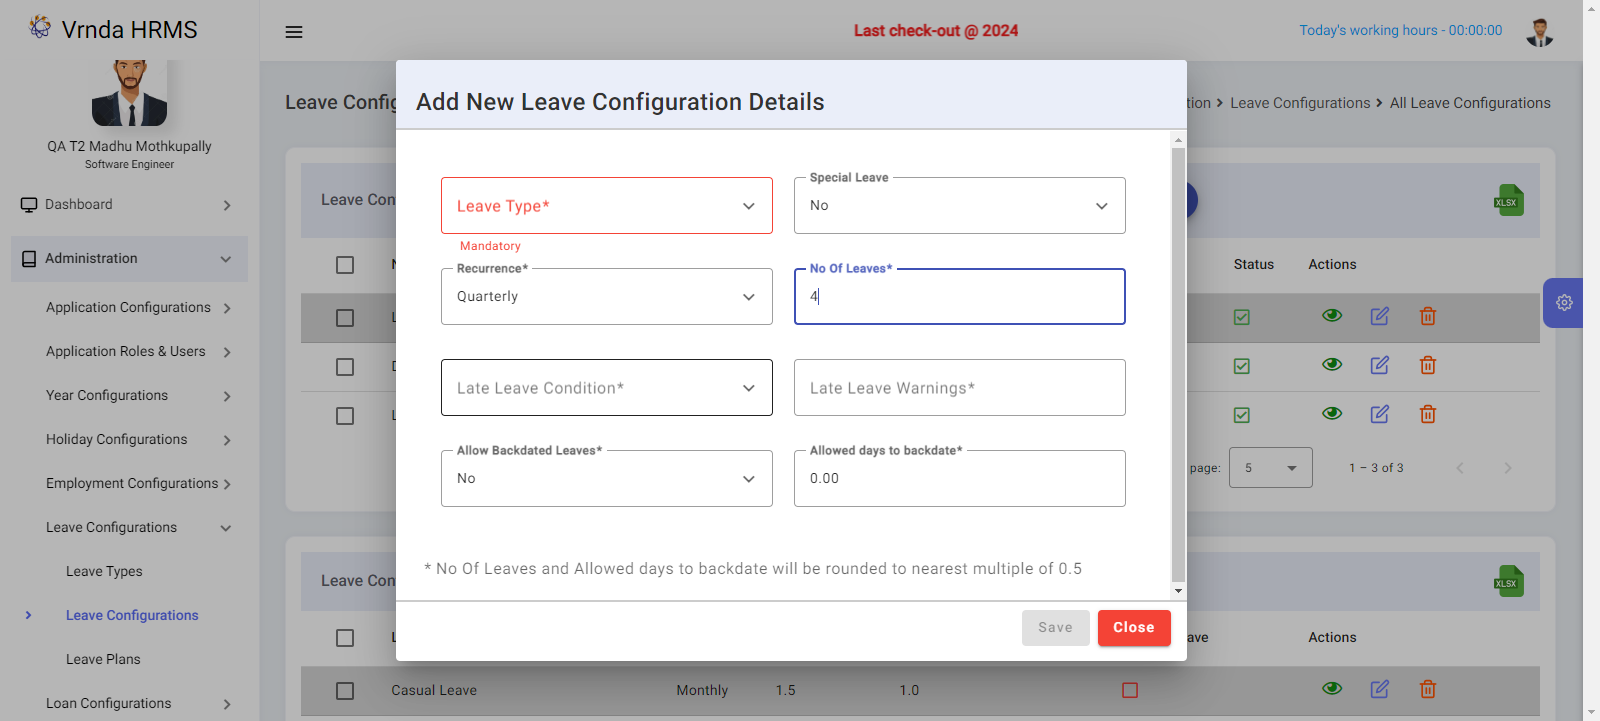 Vrnda HRMS
Last check-out @ 2024
Today's working hours - 00:00:00
QA T2 Madhu Mothkupally
Software Engineer
Dashboard
Administration
Application Configurations
Application Roles & Users
Year Configurations
Holiday Configurations
Employment Configurations
Leave Configurations
Leave Types
Leave Configurations
Leave Plans
Loan Configurations
Leave Confi
tion > Leave Configurations > All Leave Configurations
Leave Con
XLSX
Status Actions
page: 5 1 – 3 of 3
Add New Leave Configuration Details
Leave Type*
Mandatory
Special Leave
No
Recurrence*
Quarterly
No Of Leaves*
4
Late Leave Condition*
Late Leave Warnings*
Allow Backdated Leaves*
No
Allowed days to backdate*
0.00
* No Of Leaves and Allowed days to backdate will be rounded to nearest multiple of 0.5
Save
Close
Leave Con
XLSX
ave Actions
Casual Leave Monthly 1.5 1.0